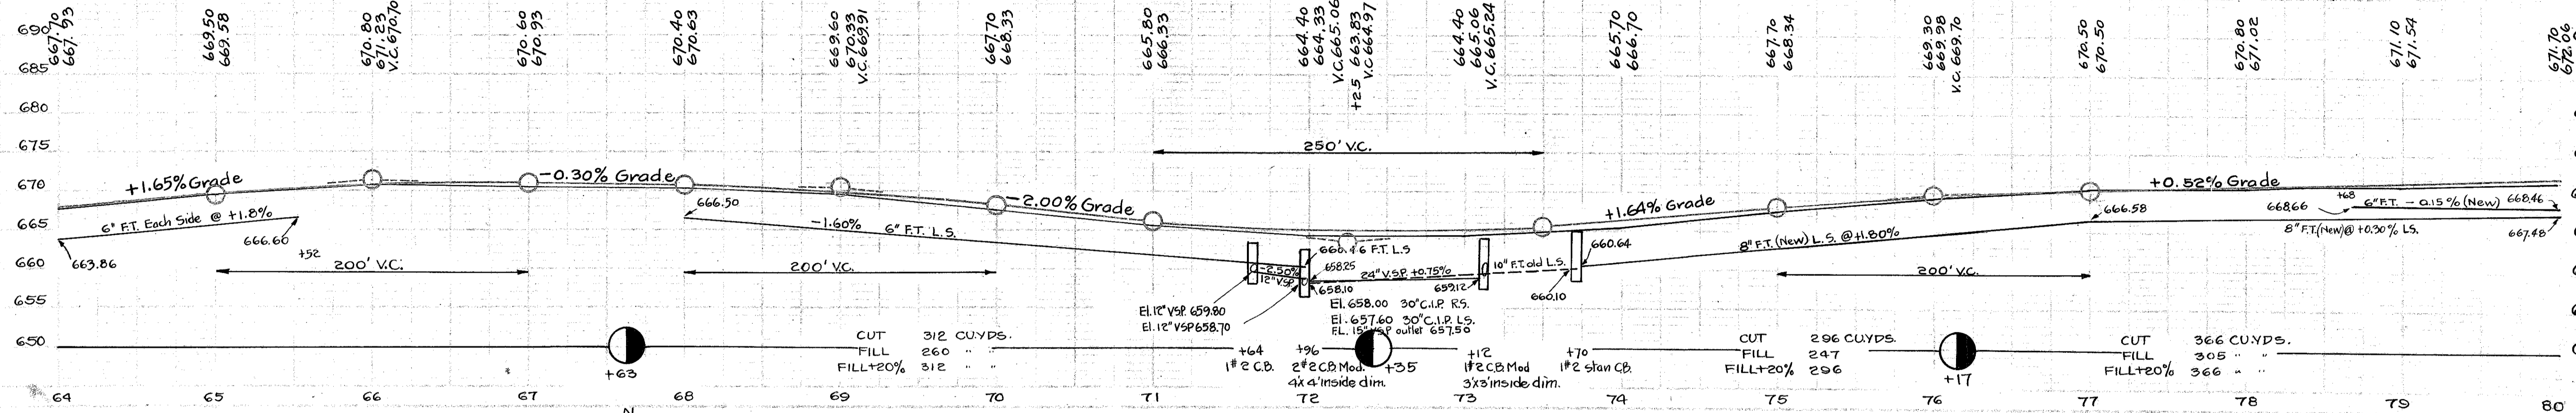 690
685
680
675
670
665
660
655
650
667.70
667.93
669.50
669.58
670.80
671.23
V.C. 670.70
670.60
670.93
670.40
670.63
669.60
670.33
V.C. 669.91
667.70
668.33
665.80
666.33
664.40
664.33
V.C. 665.06
+25 663.83
V.C. 664.97
664.40
665.06
V.C. 665.24
665.70
666.70
667.70
668.34
669.30
669.98
V.C. 669.70
670.50
670.50
670.80
671.02
671.10
671.54
671.70
672.06
250' V.C.
+1.65% Grade
-0.30% Grade
-2.00% Grade
+1.64% Grade
+0.52% Grade
6" F.T. Each Side @ +1.8%
663.86
666.60
+52
200' V.C.
666.50
-1.60% 6" F.T. L.S.
200' V.C.
-2.50%
12" V.S.P.
F.T. L.S
658.25
658.10
24" V.S.P. +0.75%
659.12
10" F.T. old L.S.
660.64
660.10
8" F.T. (New) L.S. @ +1.80%
200' V.C.
666.58
668.66
+68
6" F.T. - 0.15% (New)
668.46
8" F.T. (New) @ +0.30% L.S.
667.48
El. 12" VSP. 659.80
El. 12" VSP 658.70
El. 658.00 30" C.I.P. R.S.
El. 657.60 30" C.I.P. L.S.
F.L. 15" VSP outlet 657.50
+63
CUT 312 CU.YDS.
FILL 260 " "
FILL+20% 312 " "
+64
1 #2 C.B.
+96
2 #2 C.B. Mod.
4'x4' inside dim.
+35
+12
1 #2 C.B. Mod
3'x3' inside dim.
+70
1 #2 Stan C.B.
CUT 296 CU.YDS.
FILL 247
FILL+20% 296
+17
CUT 366 CU.YDS.
FILL 305 " "
FILL+20% 366 " "
64 65 66 67 68 69 70 71 72 73 74 75 76 77 78 79 80
N